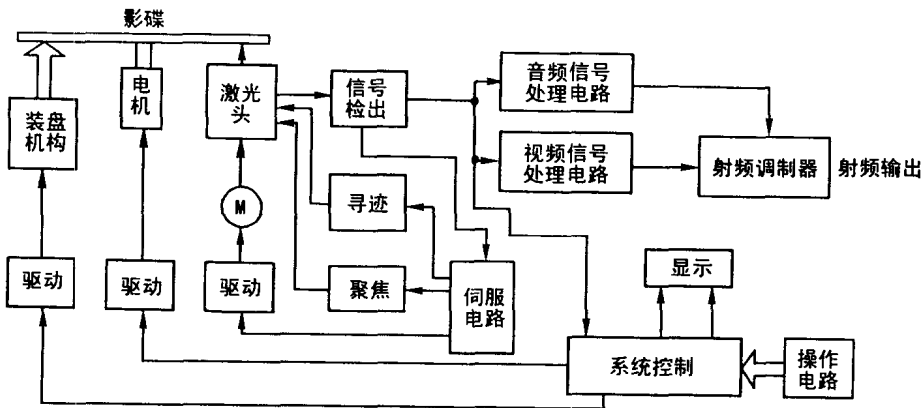 影碟
电机
激光头
信号检出
音频信号处理电路
装盘机构
视频信号处理电路
射频调制器
射频输出
M
寻迹
驱动
驱动
驱动
聚焦
伺服电路
显示
系统控制
操作电路